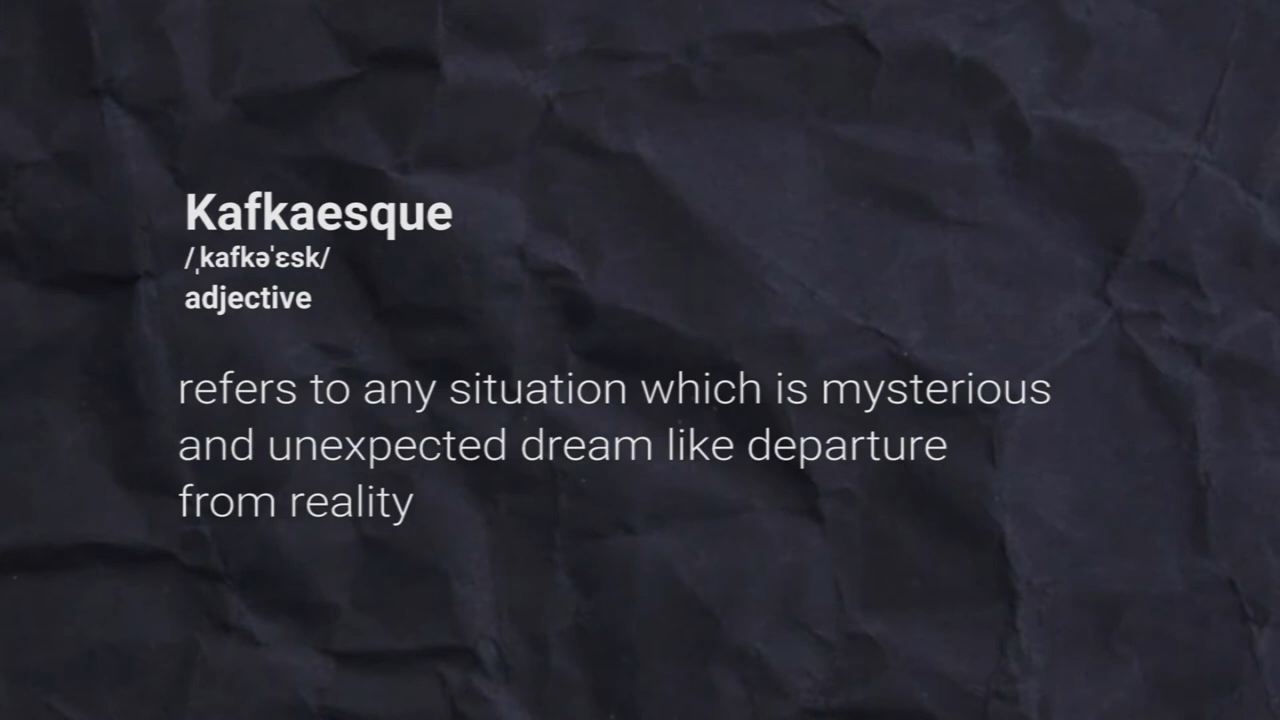 Kafkaesque
/ˌkafkəˈɛsk/
adjective
refers to any situation which is mysterious
and unexpected dream like departure
from reality